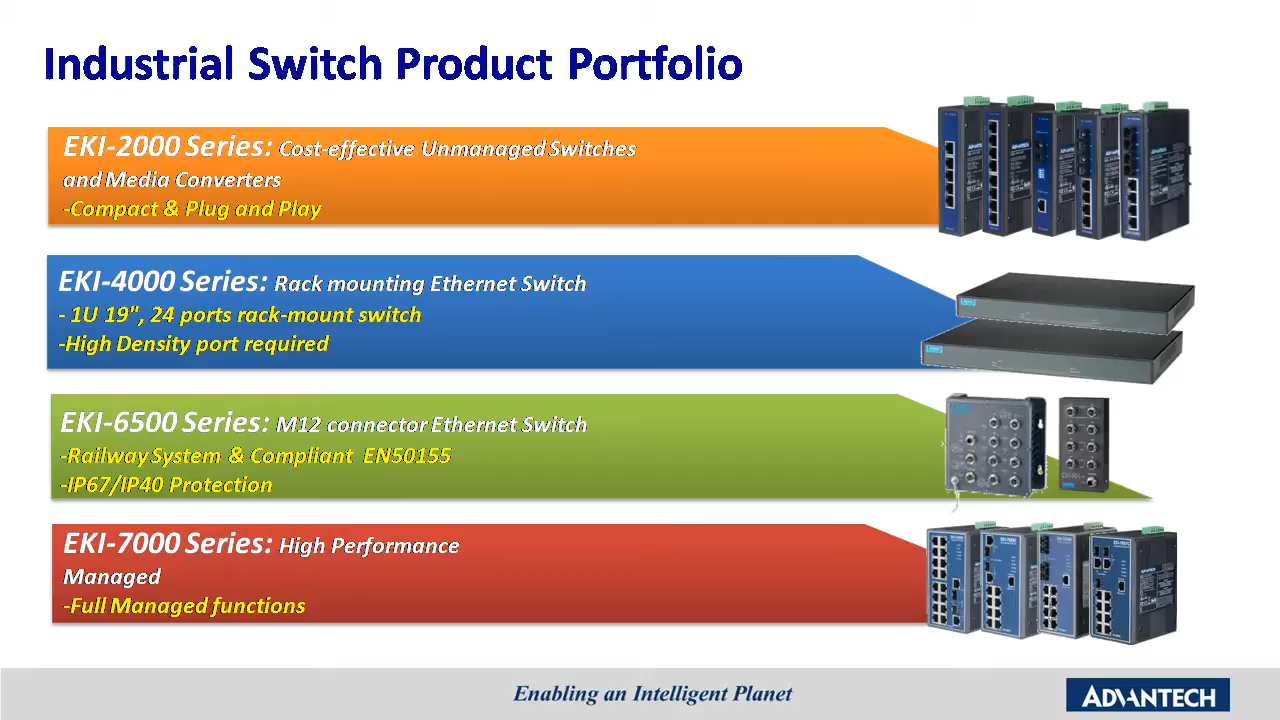 Industrial Switch Product Portfolio
EKI-2000 Series: Cost-effective Unmanaged Switches
and Media Converters
-Compact & Plug and Play
EKI-4000 Series: Rack mounting Ethernet Switch
- 1U 19", 24 ports rack-mount switch
-High Density port required
EKI-6500 Series: M12 connector Ethernet Switch
-Railway System & Compliant  EN50155
-IP67/IP40 Protection
EKI-7000 Series: High Performance
Managed
-Full Managed functions
Enabling an Intelligent Planet
ADVANTECH